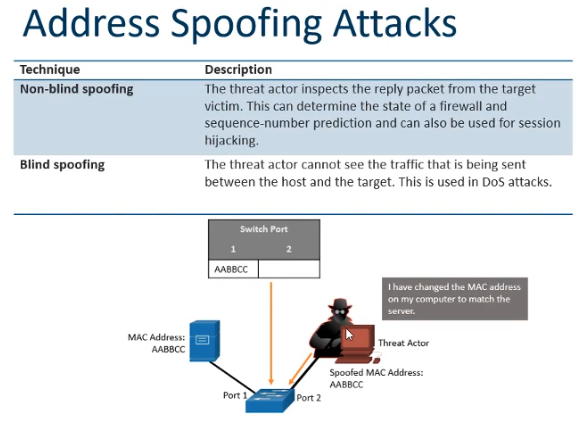 Address Spoofing Attacks
Technique Description
Non-blind spoofing The threat actor inspects the reply packet from the target
victim. This can determine the state of a firewall and
sequence-number prediction and can also be used for session
hijacking.
Blind spoofing The threat actor cannot see the traffic that is being sent
between the host and the target. This is used in DoS attacks.
Switch Port
1 2
AABBCC
I have changed the MAC address
on my computer to match the
server.
MAC Address:
AABBCC
Threat Actor
Spoofed MAC Address:
AABBCC
Port 1
Port 2